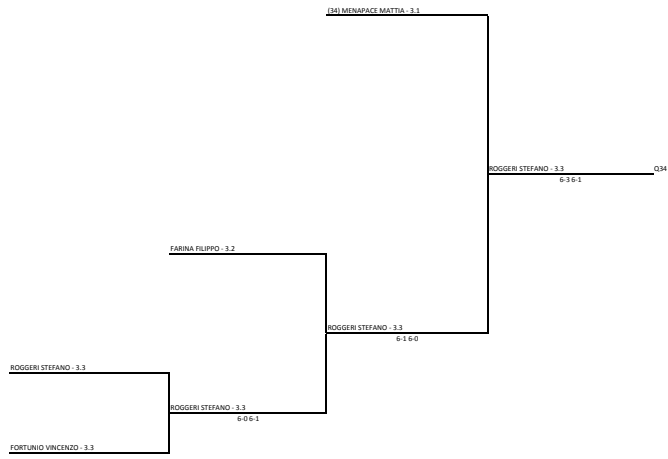 (34) MENAPACE MATTIA - 3.1
ROGGERI STEFANO - 3.3
Q34
6-3 6-1
FARINA FILIPPO - 3.2
ROGGERI STEFANO - 3.3
6-1 6-0
ROGGERI STEFANO - 3.3
ROGGERI STEFANO - 3.3
6-0 6-1
FORTUNIO VINCENZO - 3.3